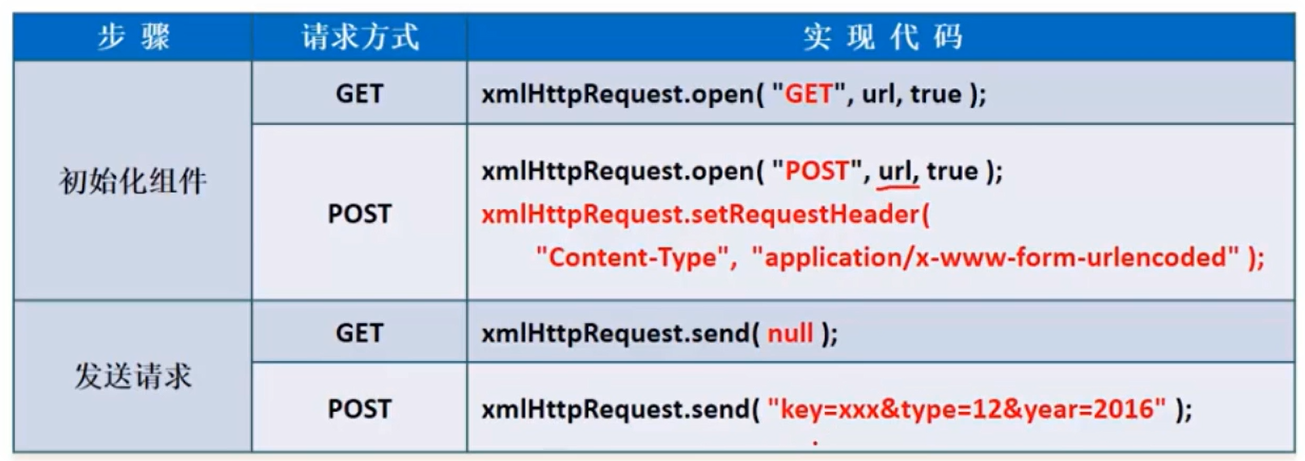 步 骤 请求方式 实 现 代 码
初始化组件
GET xmlHttpRequest.open( "GET", url, true );
POST
xmlHttpRequest.open( "POST", url, true );
xmlHttpRequest.setRequestHeader(
"Content-Type", "application/x-www-form-urlencoded" );
发送请求
GET xmlHttpRequest.send( null );
POST xmlHttpRequest.send( "key=xxx&type=12&year=2016" );